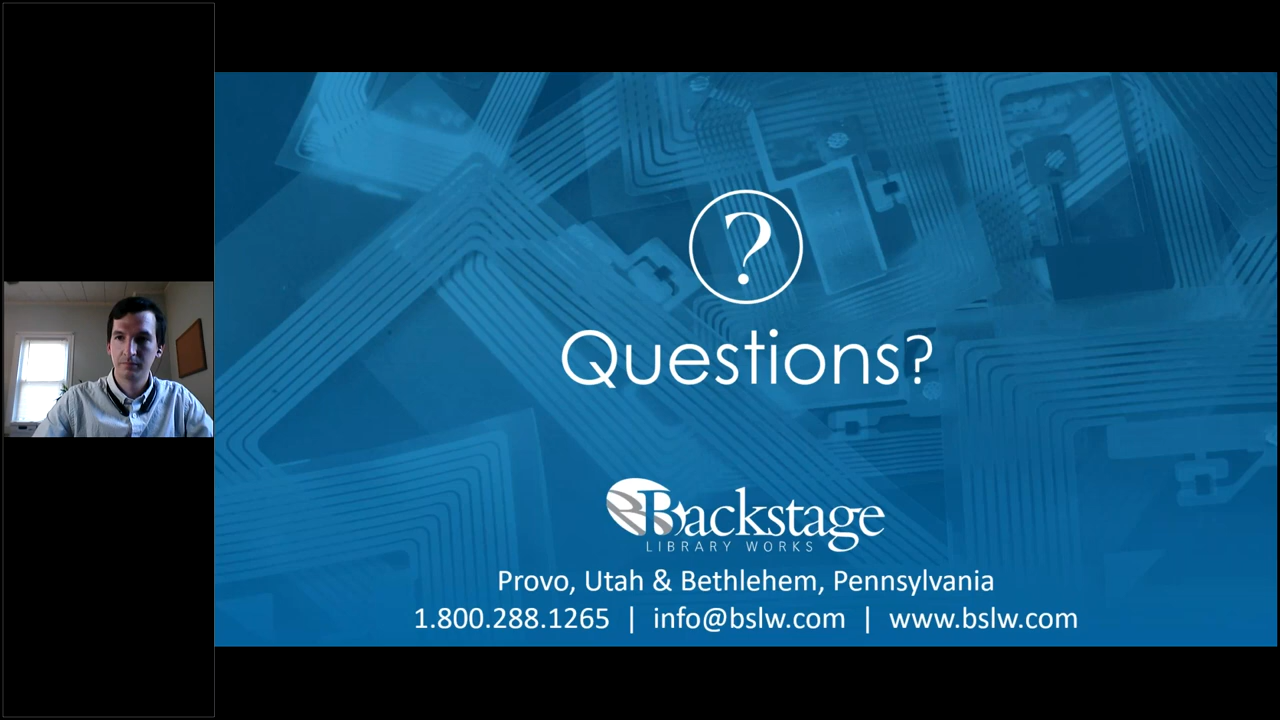 ?
Questions?
Backstage
LIBRARY WORKS
Provo, Utah & Bethlehem, Pennsylvania
1.800.288.1265 | info@bslw.com | www.bslw.com